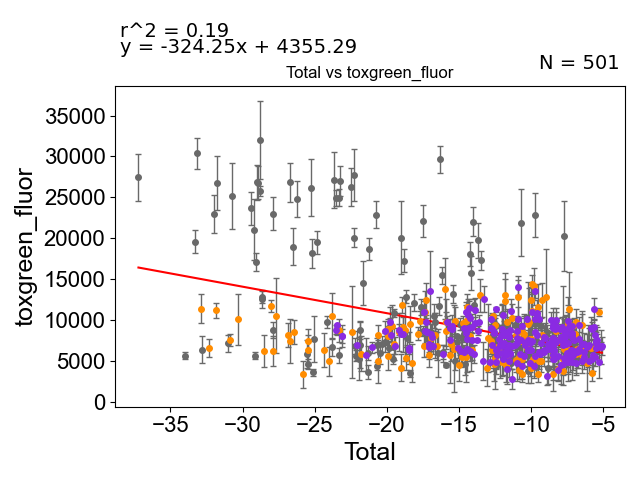 r^2 = 0.19
y = -324.25x + 4355.29
N = 501
Total vs toxgreen_fluor
35000
30000
25000
20000
15000
10000
5000
0
toxgreen_fluor
−35 −30 −25 −20 −15 −10 −5
Total